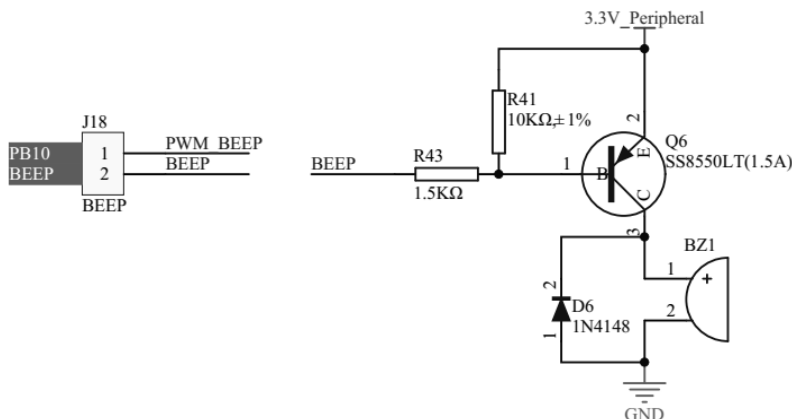 3.3V_Peripheral
J18
PB10
1
PWM_BEEP
BEEP
2
BEEP
BEEP
BEEP
R43
1.5KΩ
R41
10KΩ,±1%
1
B
E
C
2
3
Q6
SS8550LT(1.5A)
BZ1
1
+
2
2
D6
1N4148
1
GND